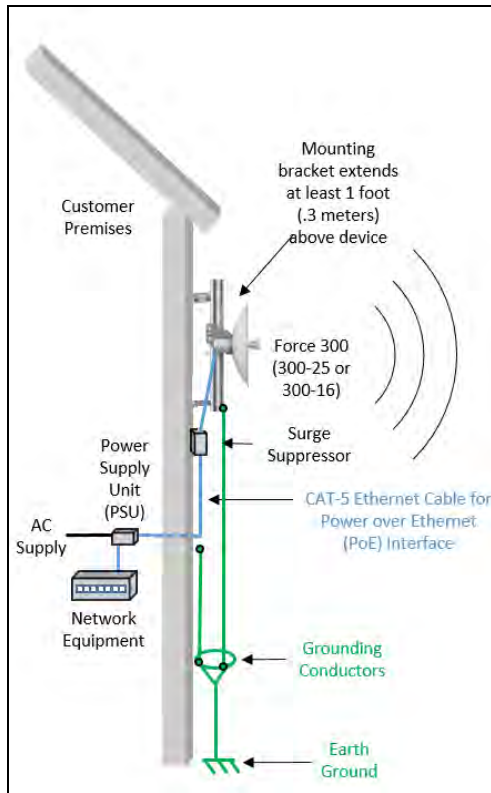 Mounting
bracket extends
at least 1 foot
(.3 meters)
above device
Customer
Premises
Force 300
(300-25 or
300-16)
Surge
Suppressor
Power
Supply
Unit
(PSU)
CAT-5 Ethernet Cable for
Power over Ethernet
(PoE) Interface
AC
Supply
Network
Equipment
Grounding
Conductors
Earth
Ground